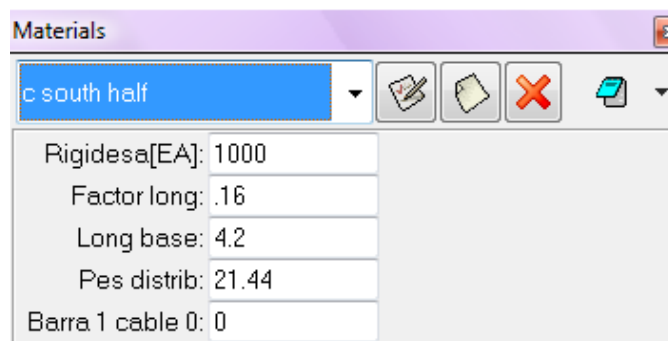 Materials
c south half
Rigidesa[EA]: 1000
Factor long: .16
Long base: 4.2
Pes distrib: 21.44
Barra 1 cable 0: 0